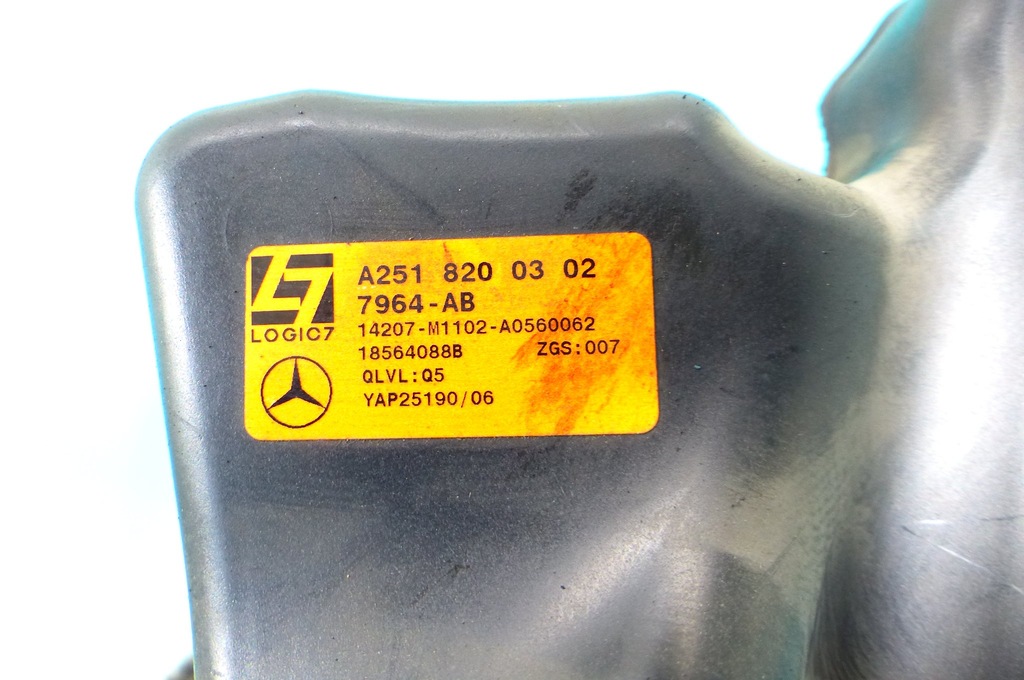 A251 820 03 02
7964-AB
LOGIC7
14207-M1102-A0560062
18564088B ZGS:007
QLVL:Q5
YAP25190/06